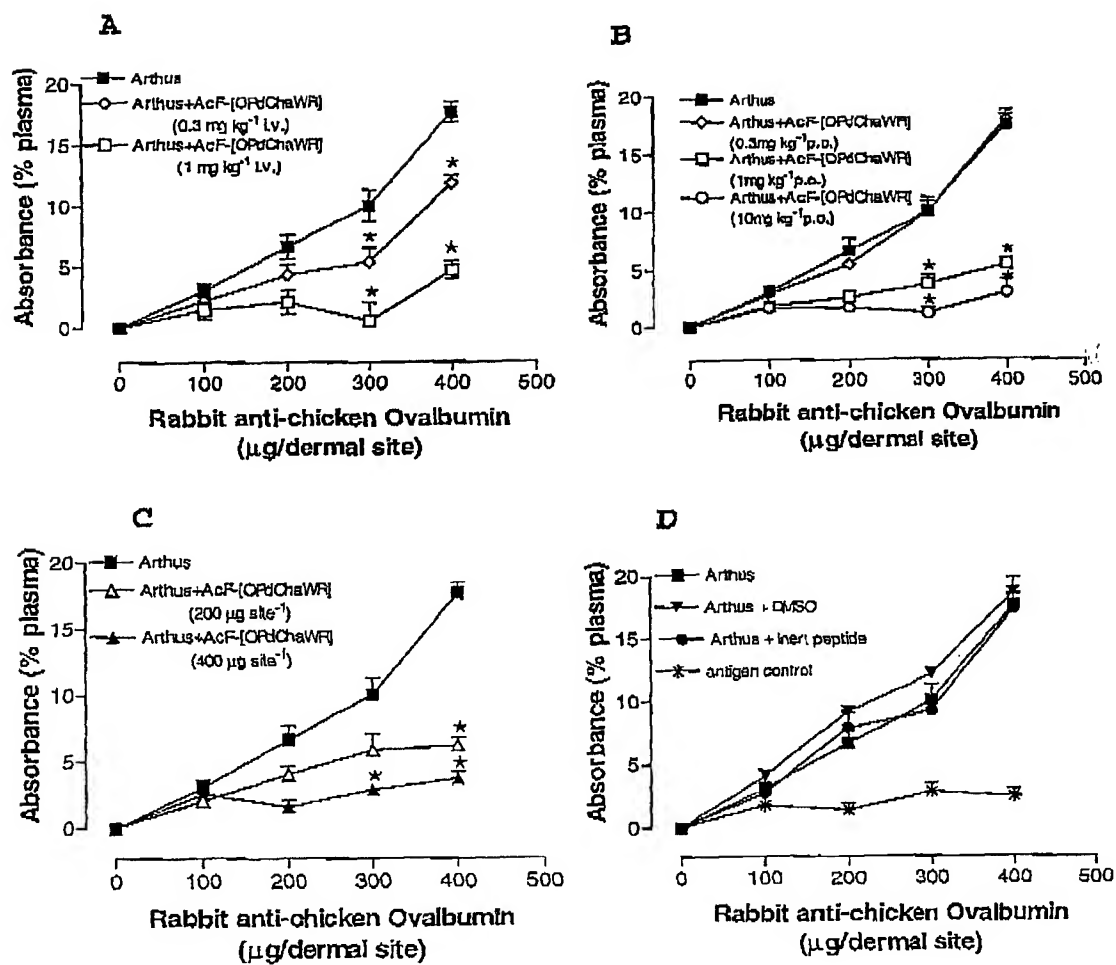 A
Absorbance (% plasma)
20
15
10
5
0
Arthus
Arthus+AcF-[OPdChaWR]
(0.3 mg kg⁻¹ i.v.)
Arthus+AcF-[OPdChaWR]
(1 mg kg⁻¹ i.v.)
*
*
*
*
0 100 200 300 400 500
Rabbit anti-chicken Ovalbumin
(μg/dermal site)
B
Absorbance (% plasma)
20
15
10
5
0
Arthus
Arthus+AcF-[OPdChaWR]
(0.3mg kg⁻¹p.o.)
Arthus+AcF-[OPdChaWR]
(1mg kg⁻¹p.o.)
Arthus+AcF-[OPdChaWR]
(10mg kg⁻¹p.o.)
*
*
*
*
0 100 200 300 400 500
Rabbit anti-chicken Ovalbumin
(μg/dermal site)
C
Absorbance (% plasma)
20
15
10
5
0
Arthus
Arthus+AcF-[OPdChaWR]
(200 μg site⁻¹)
Arthus+AcF-[OPdChaWR]
(400 μg site⁻¹)
*
*
*
0 100 200 300 400 500
Rabbit anti-chicken Ovalbumin
(μg/dermal site)
D
Absorbance (% plasma)
20
15
10
5
0
Arthus
Arthus + DMSO
Arthus + inert peptide
antigen control
0 100 200 300 400 500
Rabbit anti-chicken Ovalbumin
(μg/dermal site)